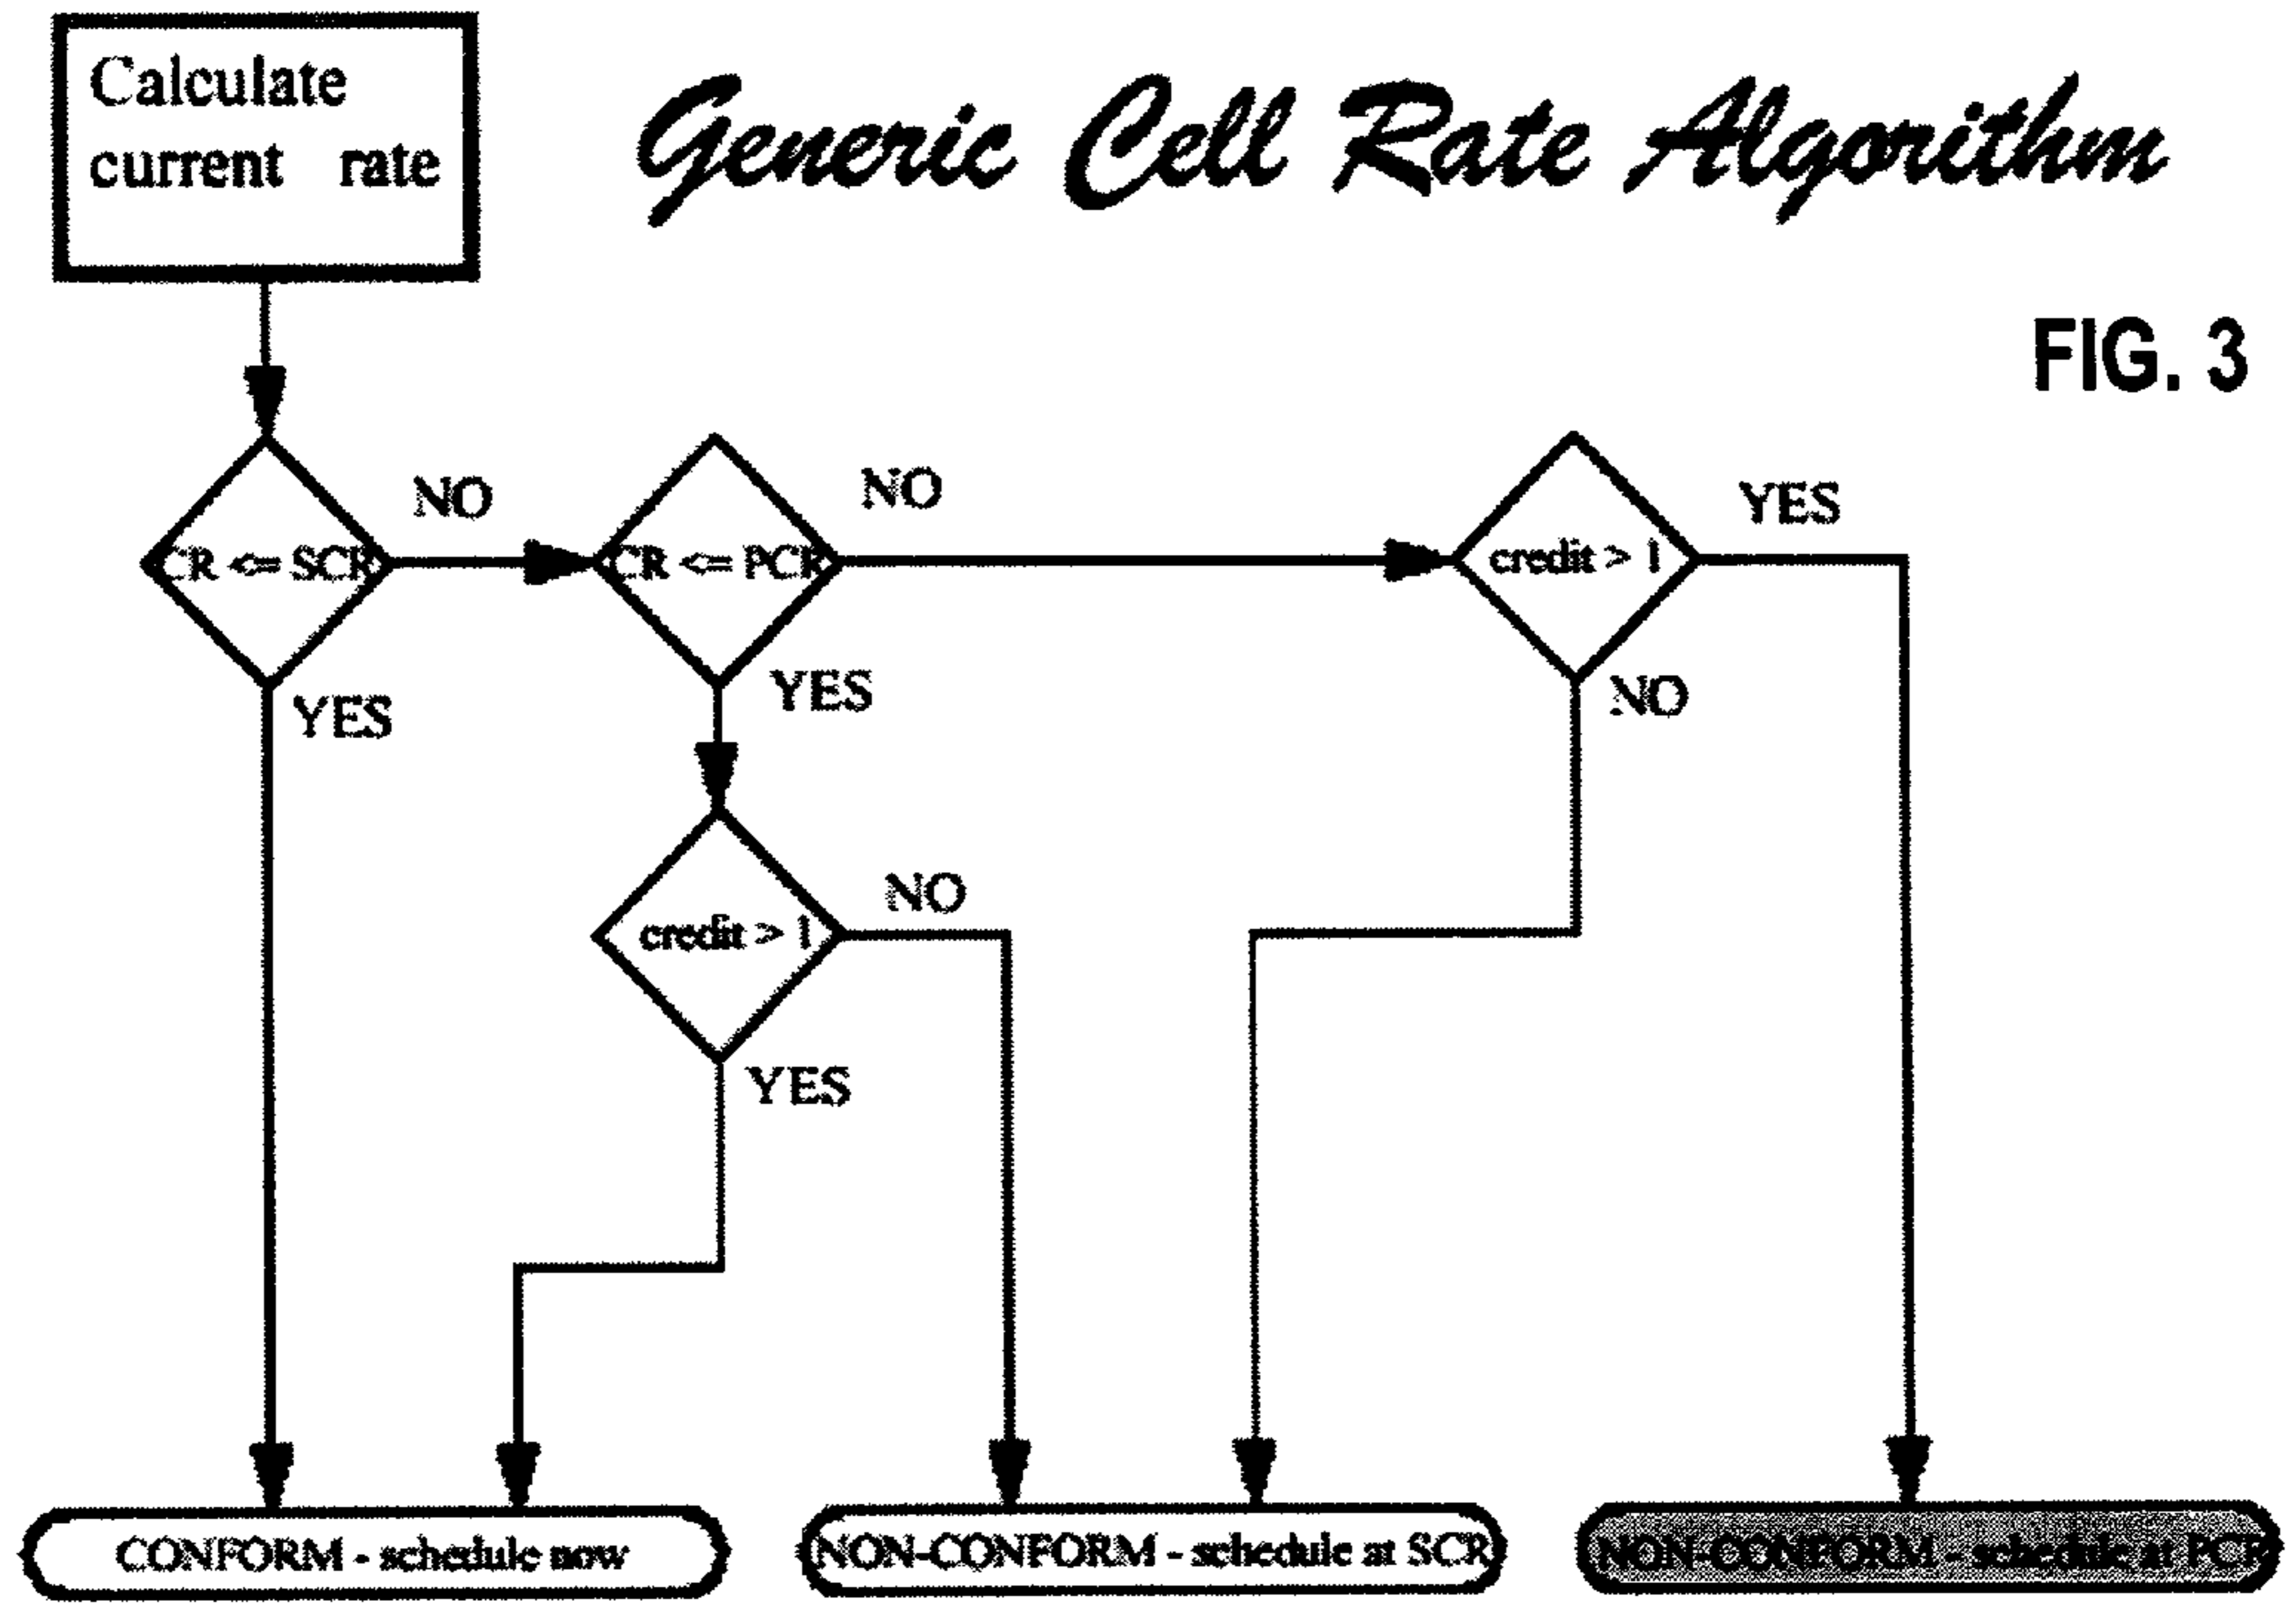 Calculate
current rate
Generic Cell Rate Algorithm
FIG. 3
CR <= SCR
NO
CR <= PCR
NO
credit > 1
YES
YES
YES
NO
credit > 1
NO
YES
CONFORM - schedule now
NON-CONFORM - schedule at SCR
NON-CONFORM - schedule at PCR